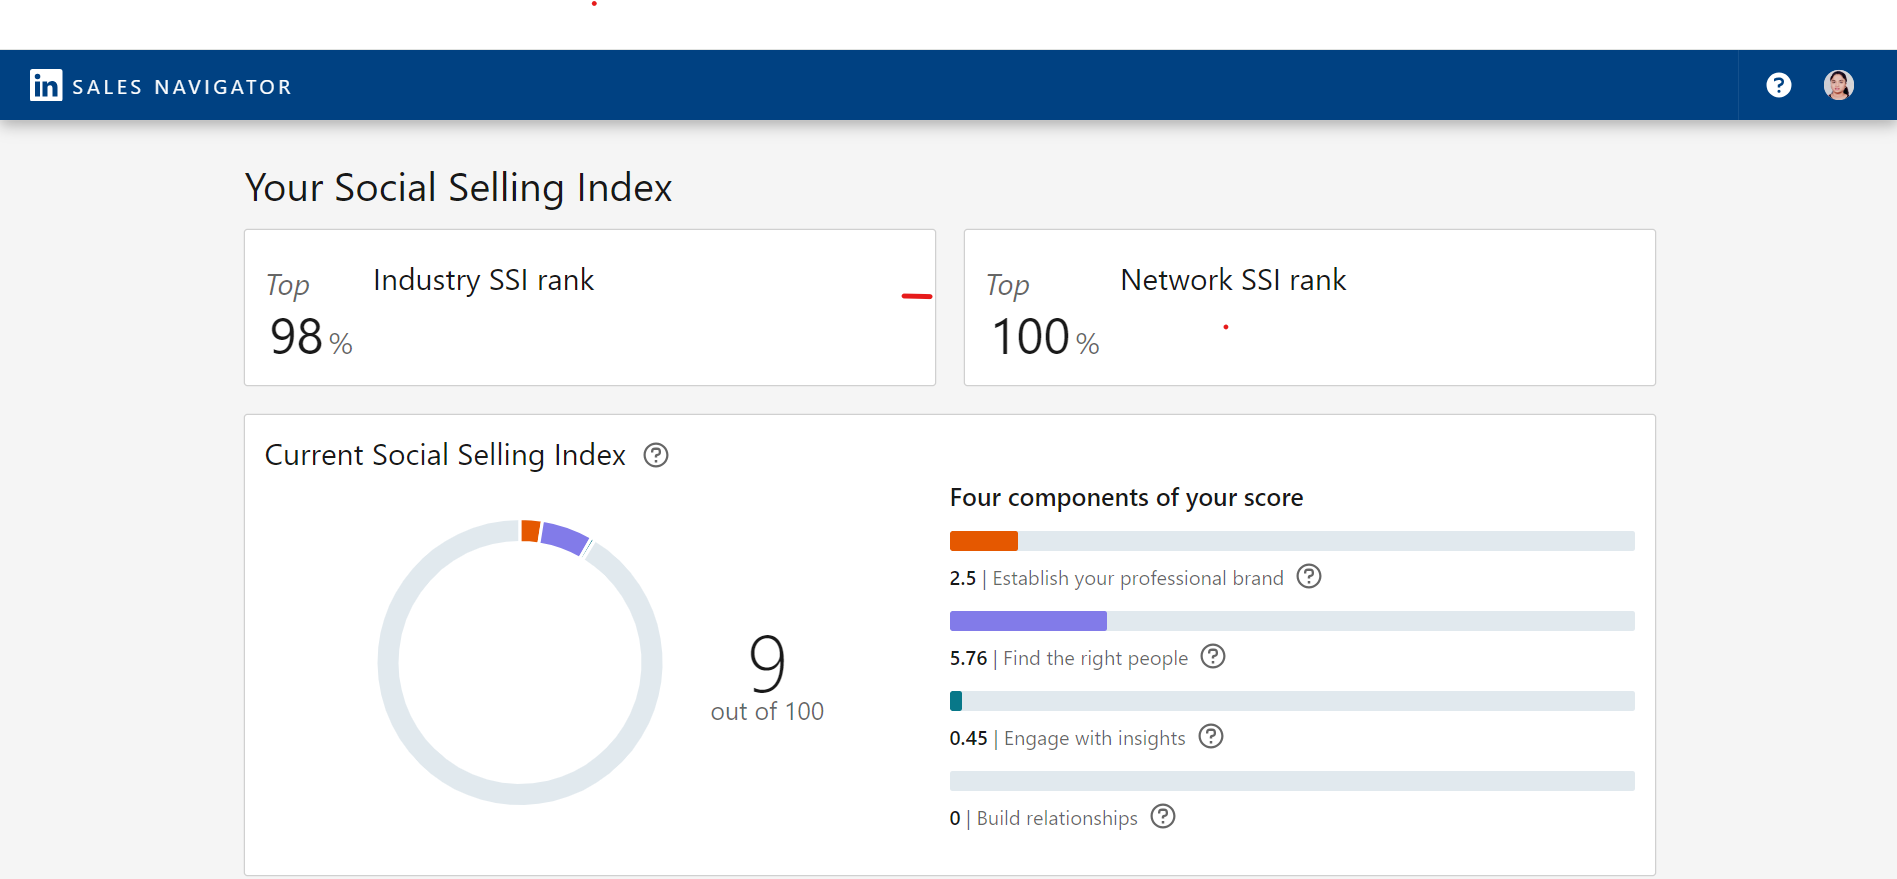 in SALES NAVIGATOR
?
Your Social Selling Index
Top
98 %
Industry SSI rank
Top
100 %
Network SSI rank
Current Social Selling Index ?
9
out of 100
Four components of your score
2.5 | Establish your professional brand ?
5.76 | Find the right people ?
0.45 | Engage with insights ?
0 | Build relationships ?